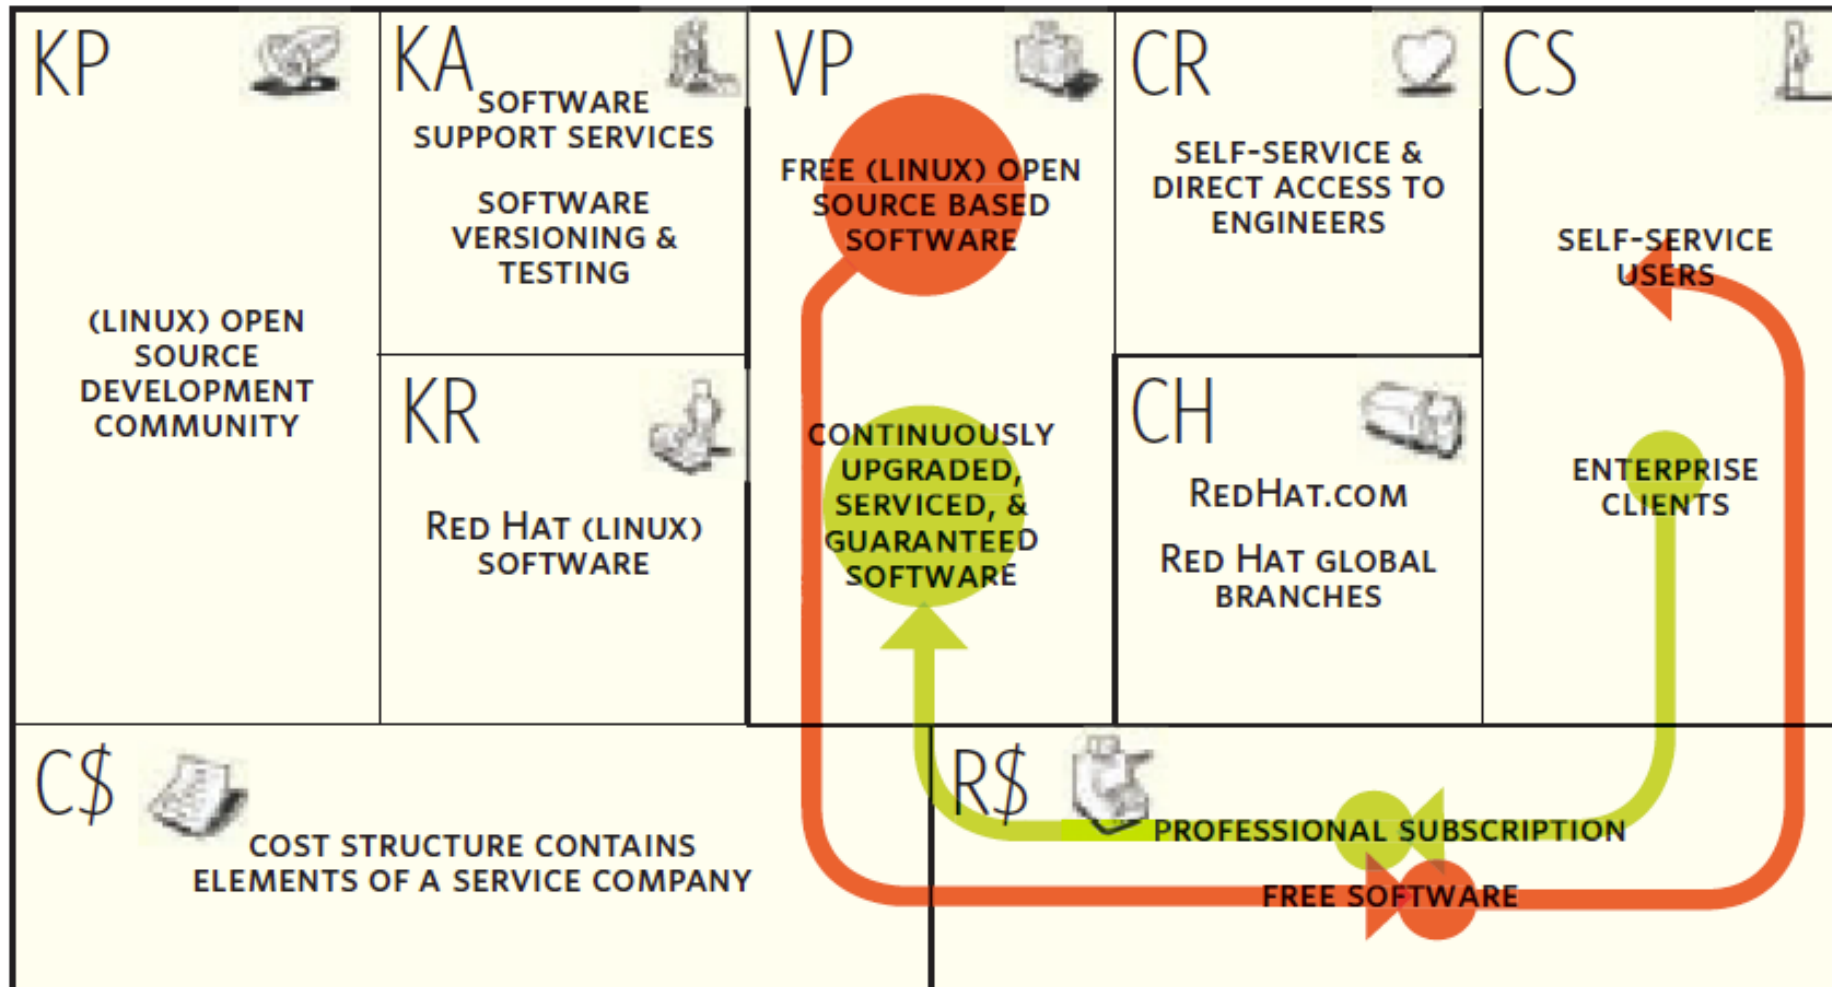 KP
(LINUX) OPEN
SOURCE
DEVELOPMENT
COMMUNITY
KA
SOFTWARE
SUPPORT SERVICES
SOFTWARE
VERSIONING &
TESTING
KR
RED HAT (LINUX)
SOFTWARE
VP
FREE (LINUX) OPEN
SOURCE BASED
SOFTWARE
CONTINUOUSLY
UPGRADED,
SERVICED, &
GUARANTEED
SOFTWARE
CR
SELF-SERVICE &
DIRECT ACCESS TO
ENGINEERS
CH
REDHAT.COM
RED HAT GLOBAL
BRANCHES
CS
SELF-SERVICE
USERS
ENTERPRISE
CLIENTS
C$
COST STRUCTURE CONTAINS
ELEMENTS OF A SERVICE COMPANY
R$
PROFESSIONAL SUBSCRIPTION
FREE SOFTWARE